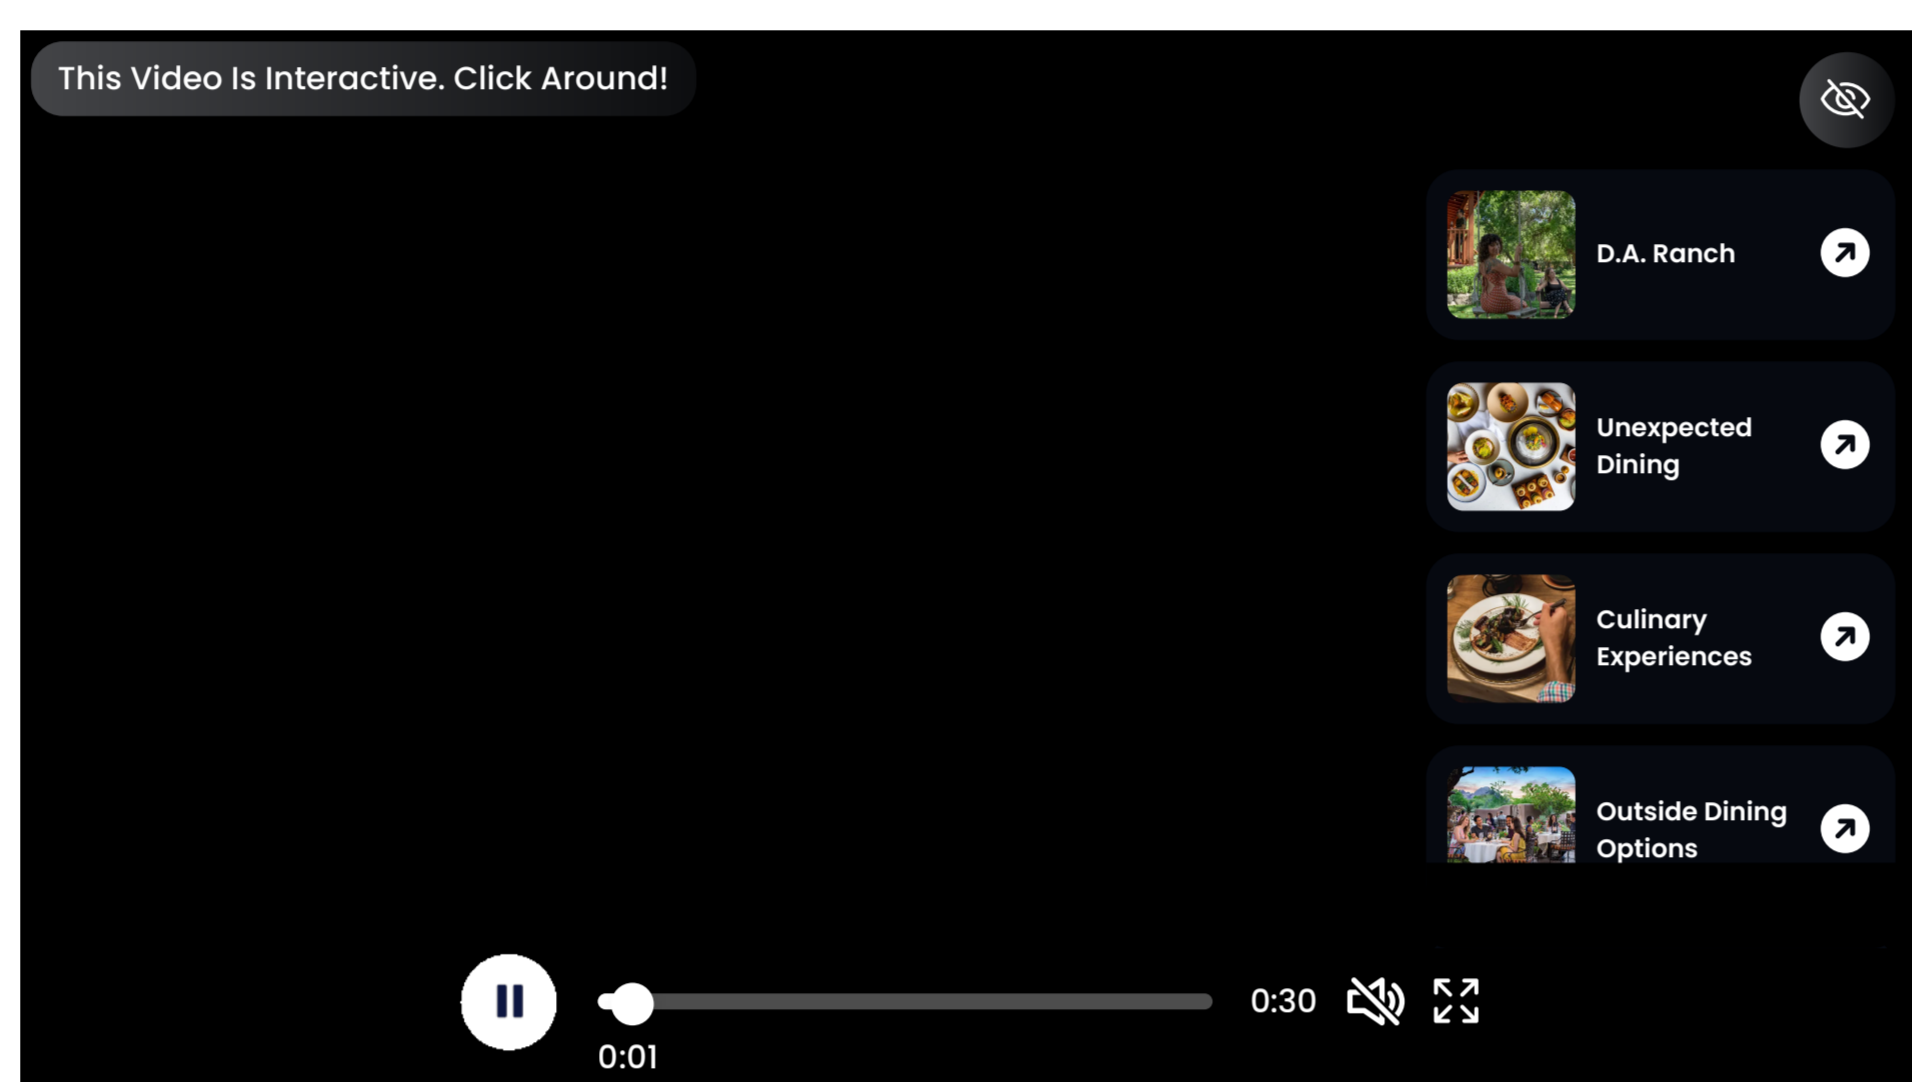 This Video Is Interactive. Click Around!
D.A. Ranch
Unexpected
Dining
Culinary
Experiences
Outside Dining
Options
0:30
0:01